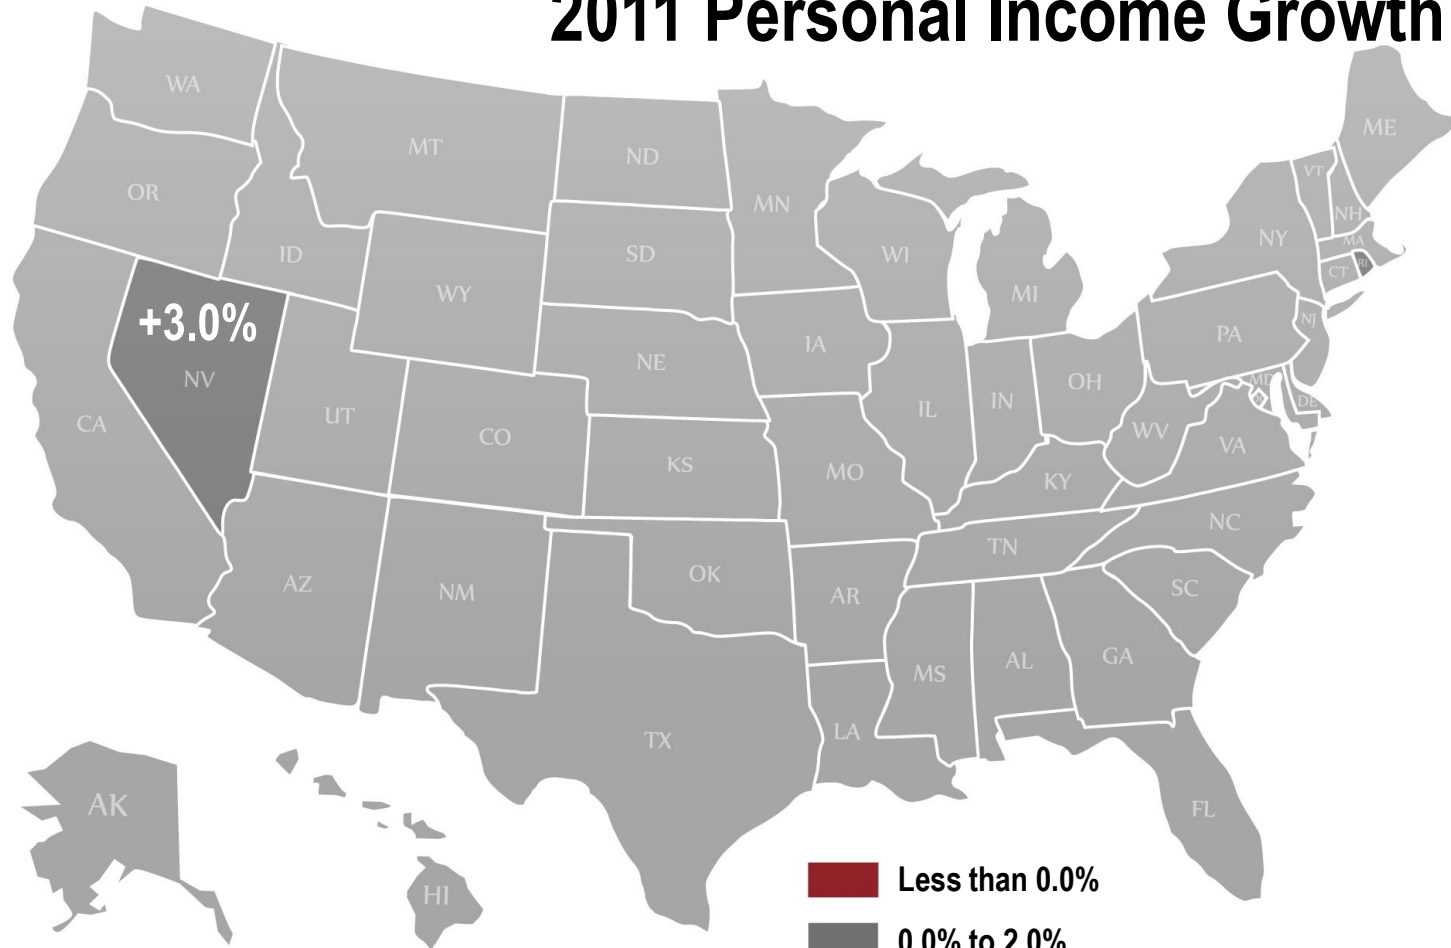 2011 Personal Income Growth
WA
MT
ND
ME
VT
OR
MN
NH
NY
MA
ID
SD
WI
CT
RI
WY
MI
+3.0%
NJ
PA
IA
NE
NV
OH
MD
DE
IN
IL
UT
CA
CO
WV
VA
KS
MO
KY
NC
TN
OK
AZ
NM
AR
SC
GA
AL
MS
LA
TX
AK
FL
HI
Less than 0.0%
0.0% to 2.0%